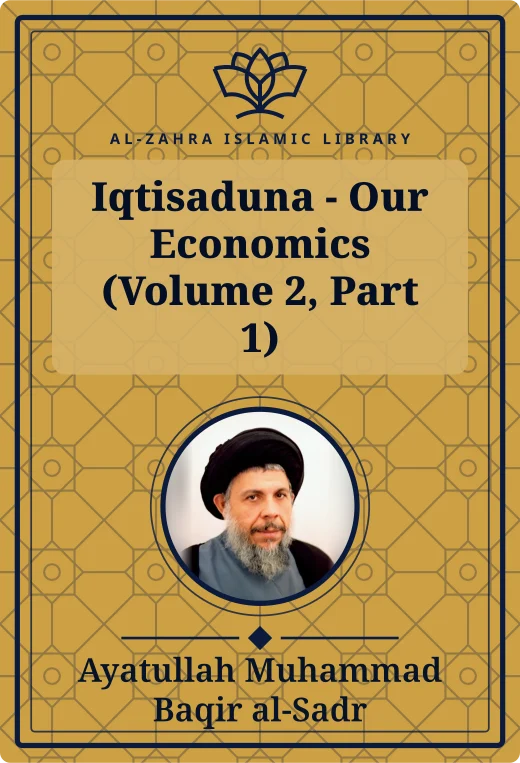 AL-ZAHRA ISLAMIC LIBRARY
Iqtisaduna - Our
Economics
(Volume 2, Part
1)
Ayatullah Muhammad
Baqir al-Sadr